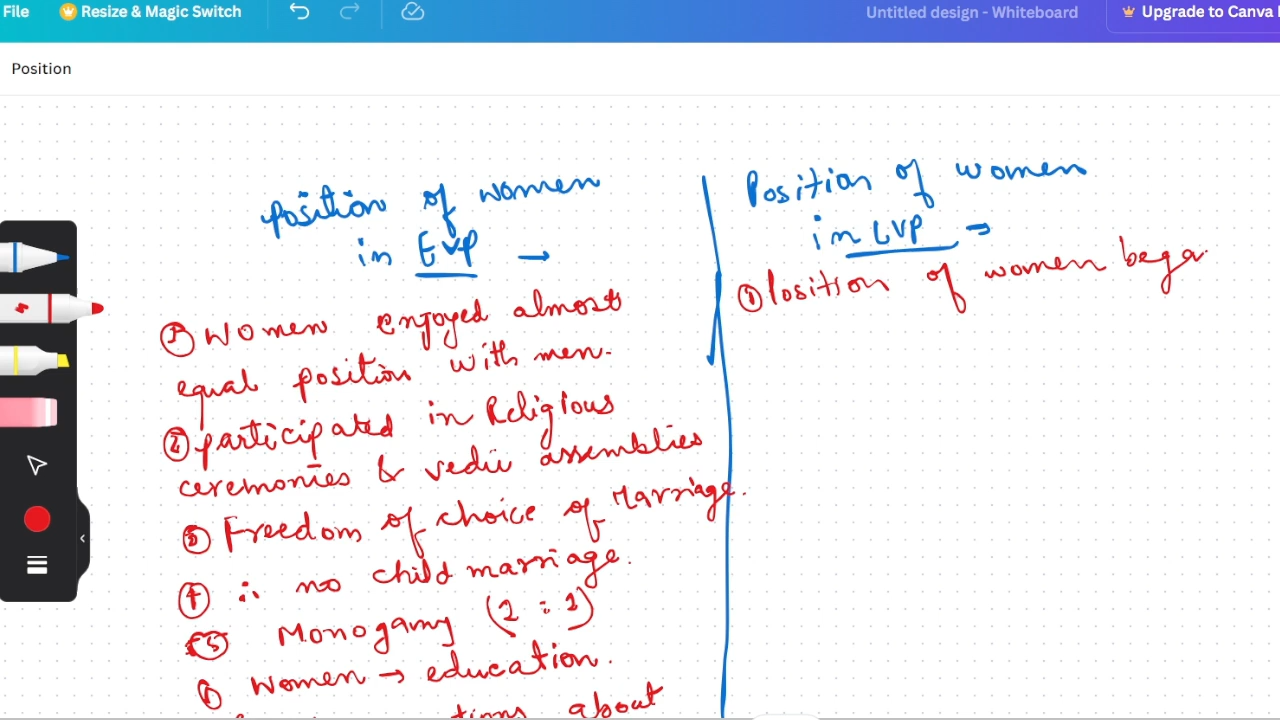 File
Resize & Magic Switch
Untitled design - Whiteboard
Upgrade to Canva
Position
Position of women
in EVP →
① Women enjoyed almost
equal position with men.
② participated in Religious
ceremonies & vedic assemblies
③ Freedom of choice of Marriage.
④ ∴ no child marriage.
⑤ Monogamy (1:1)
Women → education.
about
Position of women
in LVP →
① Position of women bega